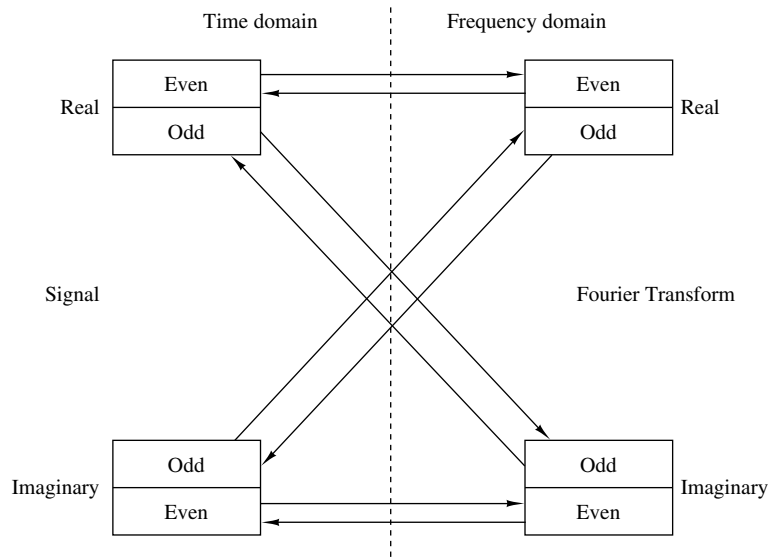 Time domain Frequency domain
Even Even
Real Real
Odd Odd
Signal Fourier Transform
Odd Odd
Imaginary Imaginary
Even Even